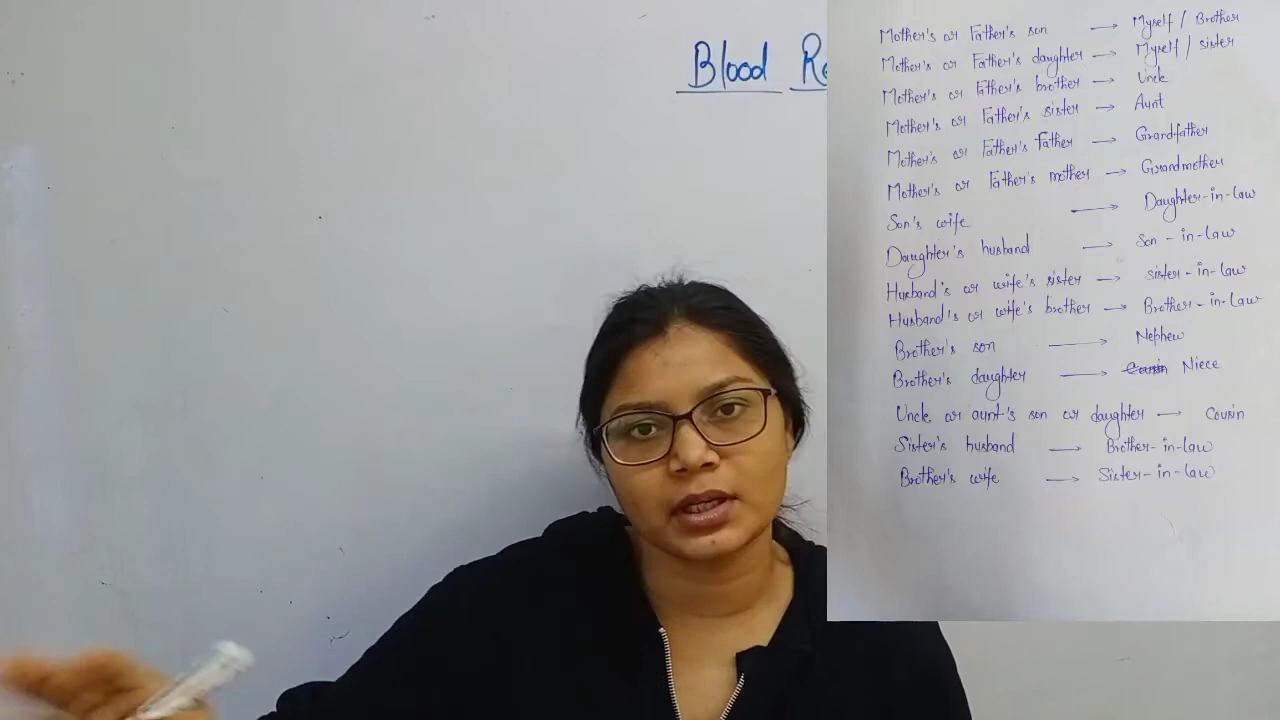 Blood Re
Mother's or Father's son → Myself / Brother
Mother's or Father's daughter → Myself / sister
Mother's or Father's brother → Uncle
Mother's or Father's sister → Aunt
Mother's or Father's Father → Grandfather
Mother's or Father's mother → Grandmother
Son's wife → Daughter-in-law
Daughter's husband → Son-in-law
Husband's or wife's sister → sister-in-law
Husband's or wife's brother → Brother-in-law
Brother's son → Nephew
Brother's daughter → Niece
Uncle or aunt's son or daughter → Cousin
Sister's husband → Brother-in-law
Brother's wife → Sister-in-law